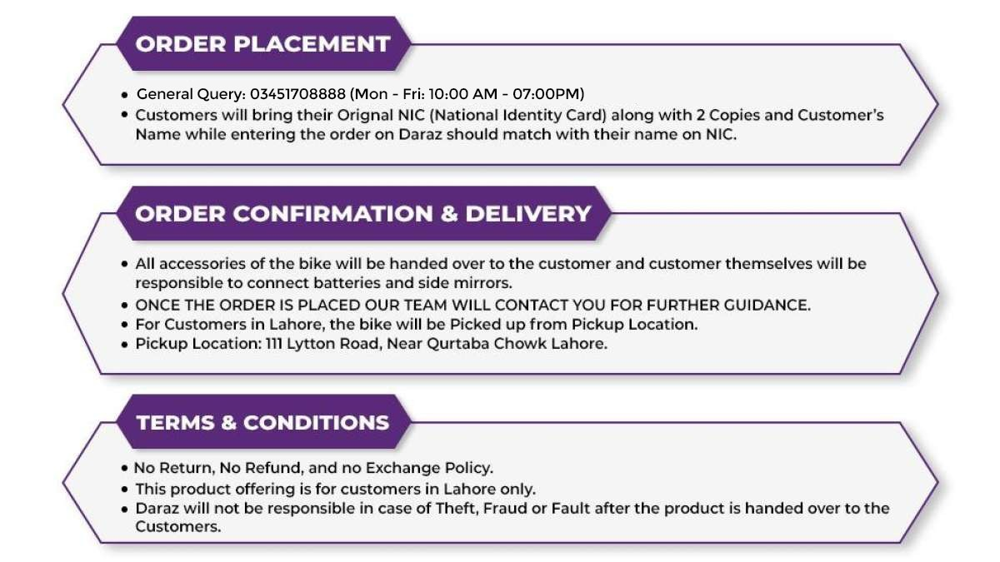 ORDER PLACEMENT
• General Query: 03451708888 (Mon - Fri: 10:00 AM - 07:00PM)
• Customers will bring their Orignal NIC (National Identity Card) along with 2 Copies and Customer's
Name while entering the order on Daraz should match with their name on NIC.
ORDER CONFIRMATION & DELIVERY
• All accessories of the bike will be handed over to the customer and customer themselves will be
responsible to connect batteries and side mirrors.
• ONCE THE ORDER IS PLACED OUR TEAM WILL CONTACT YOU FOR FURTHER GUIDANCE.
• For Customers in Lahore, the bike will be Picked up from Pickup Location.
• Pickup Location: 111 Lytton Road, Near Qurtaba Chowk Lahore.
TERMS & CONDITIONS
• No Return, No Refund, and no Exchange Policy.
• This product offering is for customers in Lahore only.
• Daraz will not be responsible in case of Theft, Fraud or Fault after the product is handed over to the
Customers.